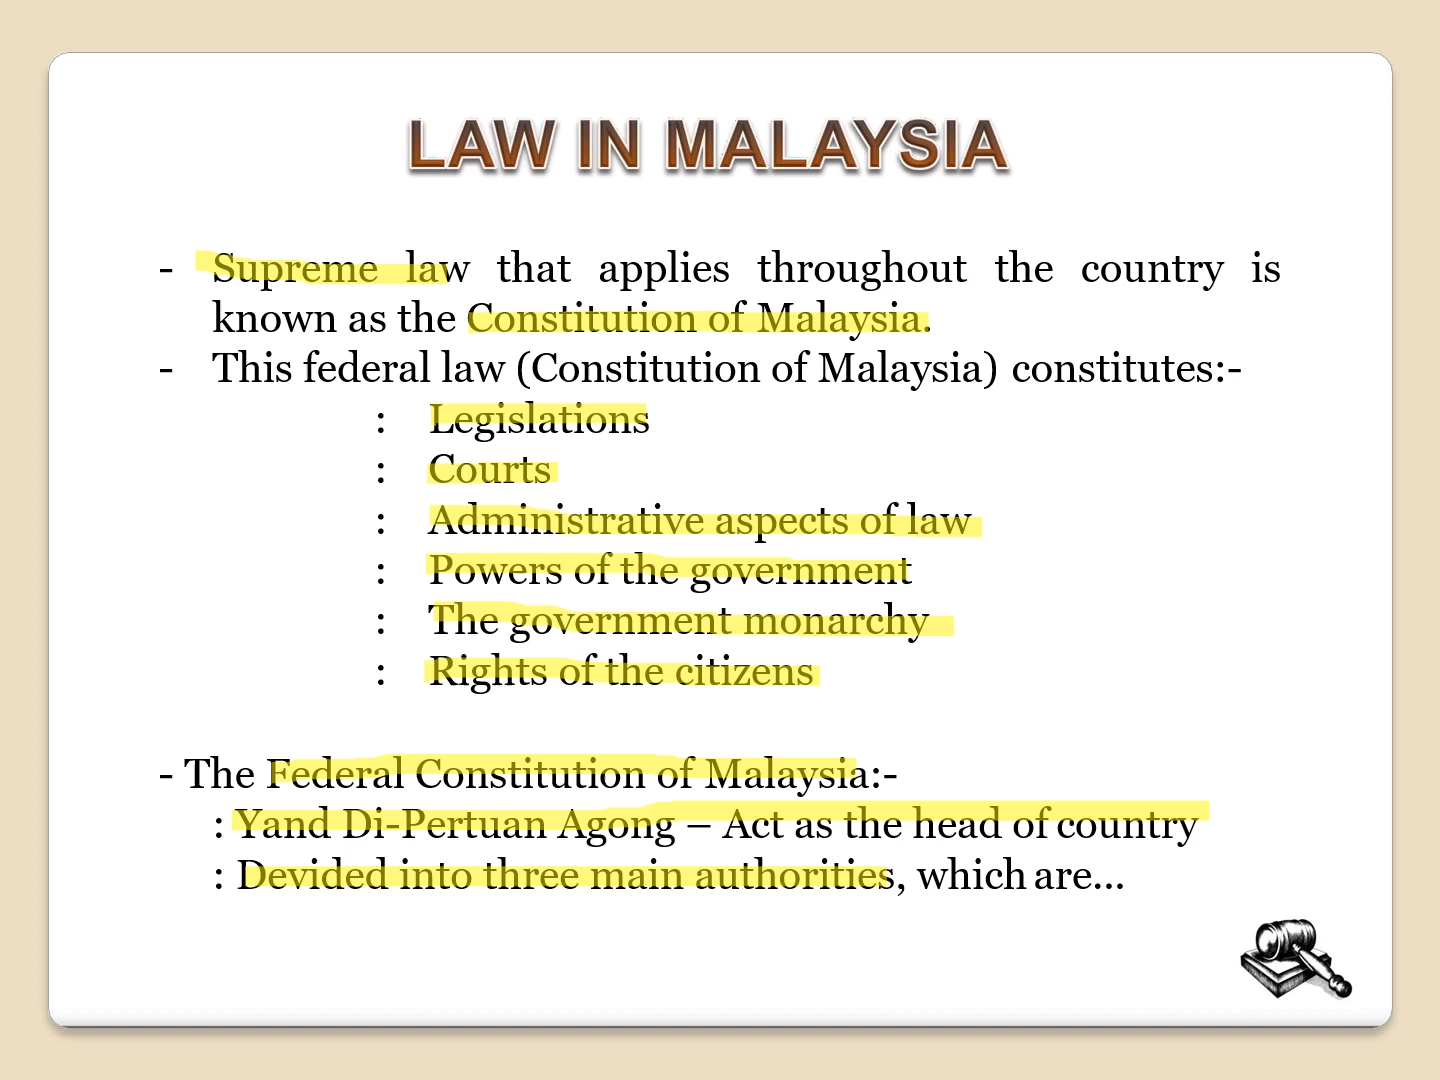 LAW IN MALAYSIA
- Supreme law that applies throughout the country is
known as the Constitution of Malaysia.
- This federal law (Constitution of Malaysia) constitutes:-
: Legislations
: Courts
: Administrative aspects of law
: Powers of the government
: The government monarchy
: Rights of the citizens
- The Federal Constitution of Malaysia:-
: Yand Di-Pertuan Agong – Act as the head of country
: Devided into three main authorities, which are...